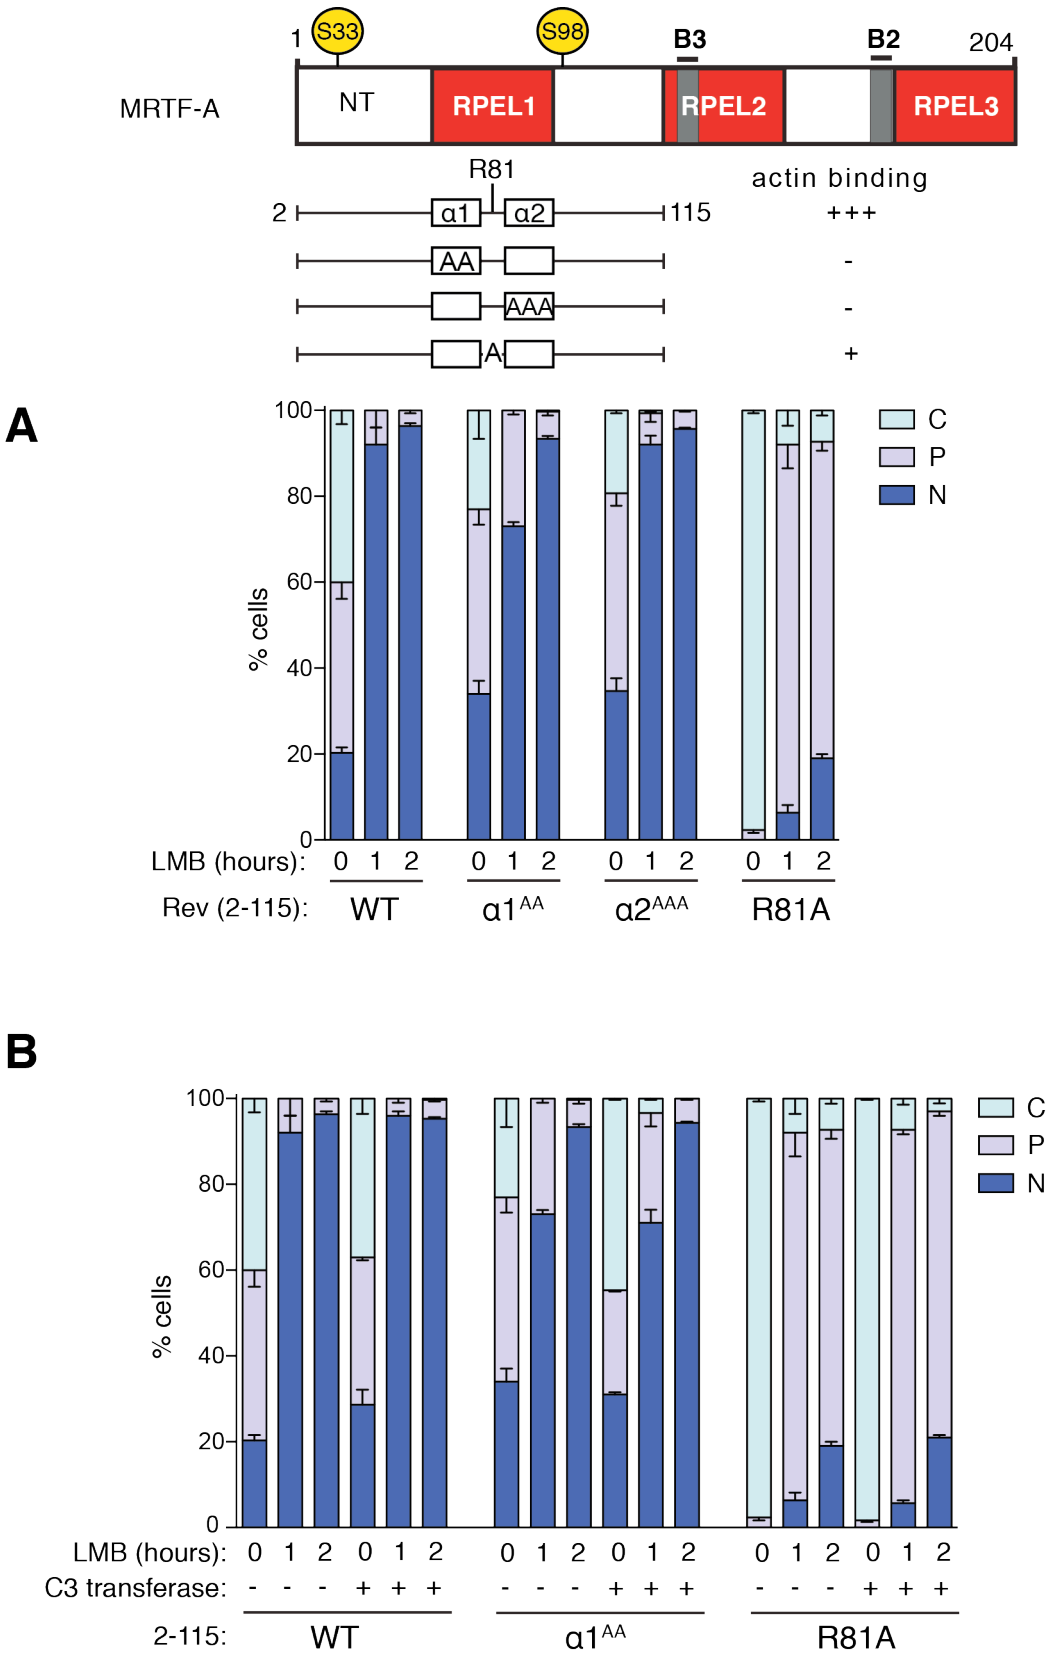 S33 S98
1 B3 B2 204
MRTF-A NT RPEL1 RPEL2 RPEL3
R81 actin binding
2 α1 α2 115 +++
AA -
AAA -
A +
A
100 C
P
80 N
60
% cells
40
20
0
LMB (hours): 0 1 2 0 1 2 0 1 2 0 1 2
Rev (2-115): WT α1AA α2AAA R81A
B
100 C
P
80 N
60
% cells
40
20
0
LMB (hours): 0 1 2 0 1 2 0 1 2 0 1 2 0 1 2 0 1 2
C3 transferase: - - - + + + - - - + + + - - - + + +
2-115: WT α1AA R81A